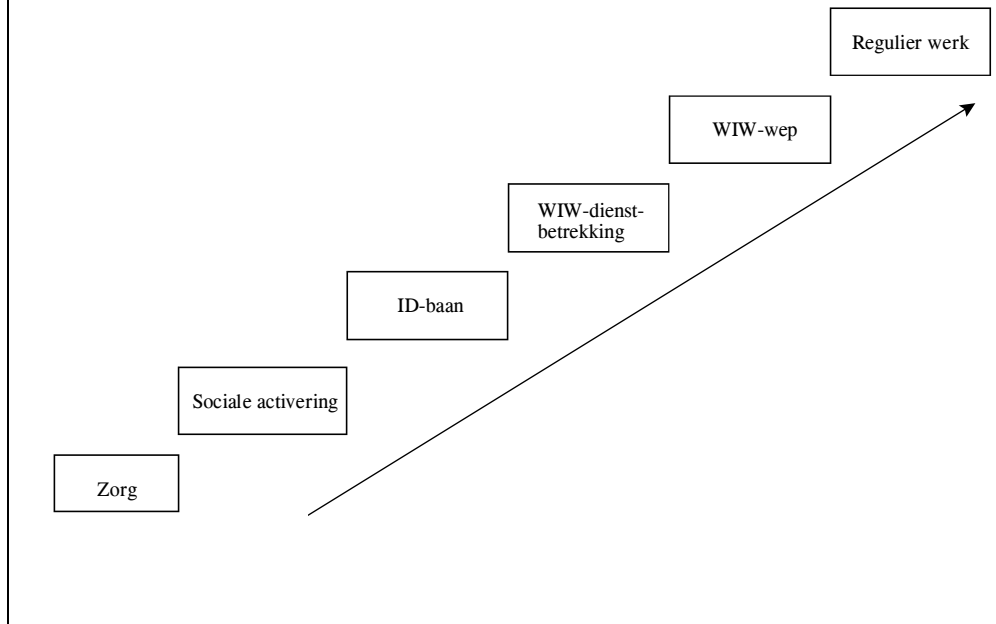 Regulier werk
WIW-wep
WIW-dienst-
betrekking
ID-baan
Sociale activering
Zorg